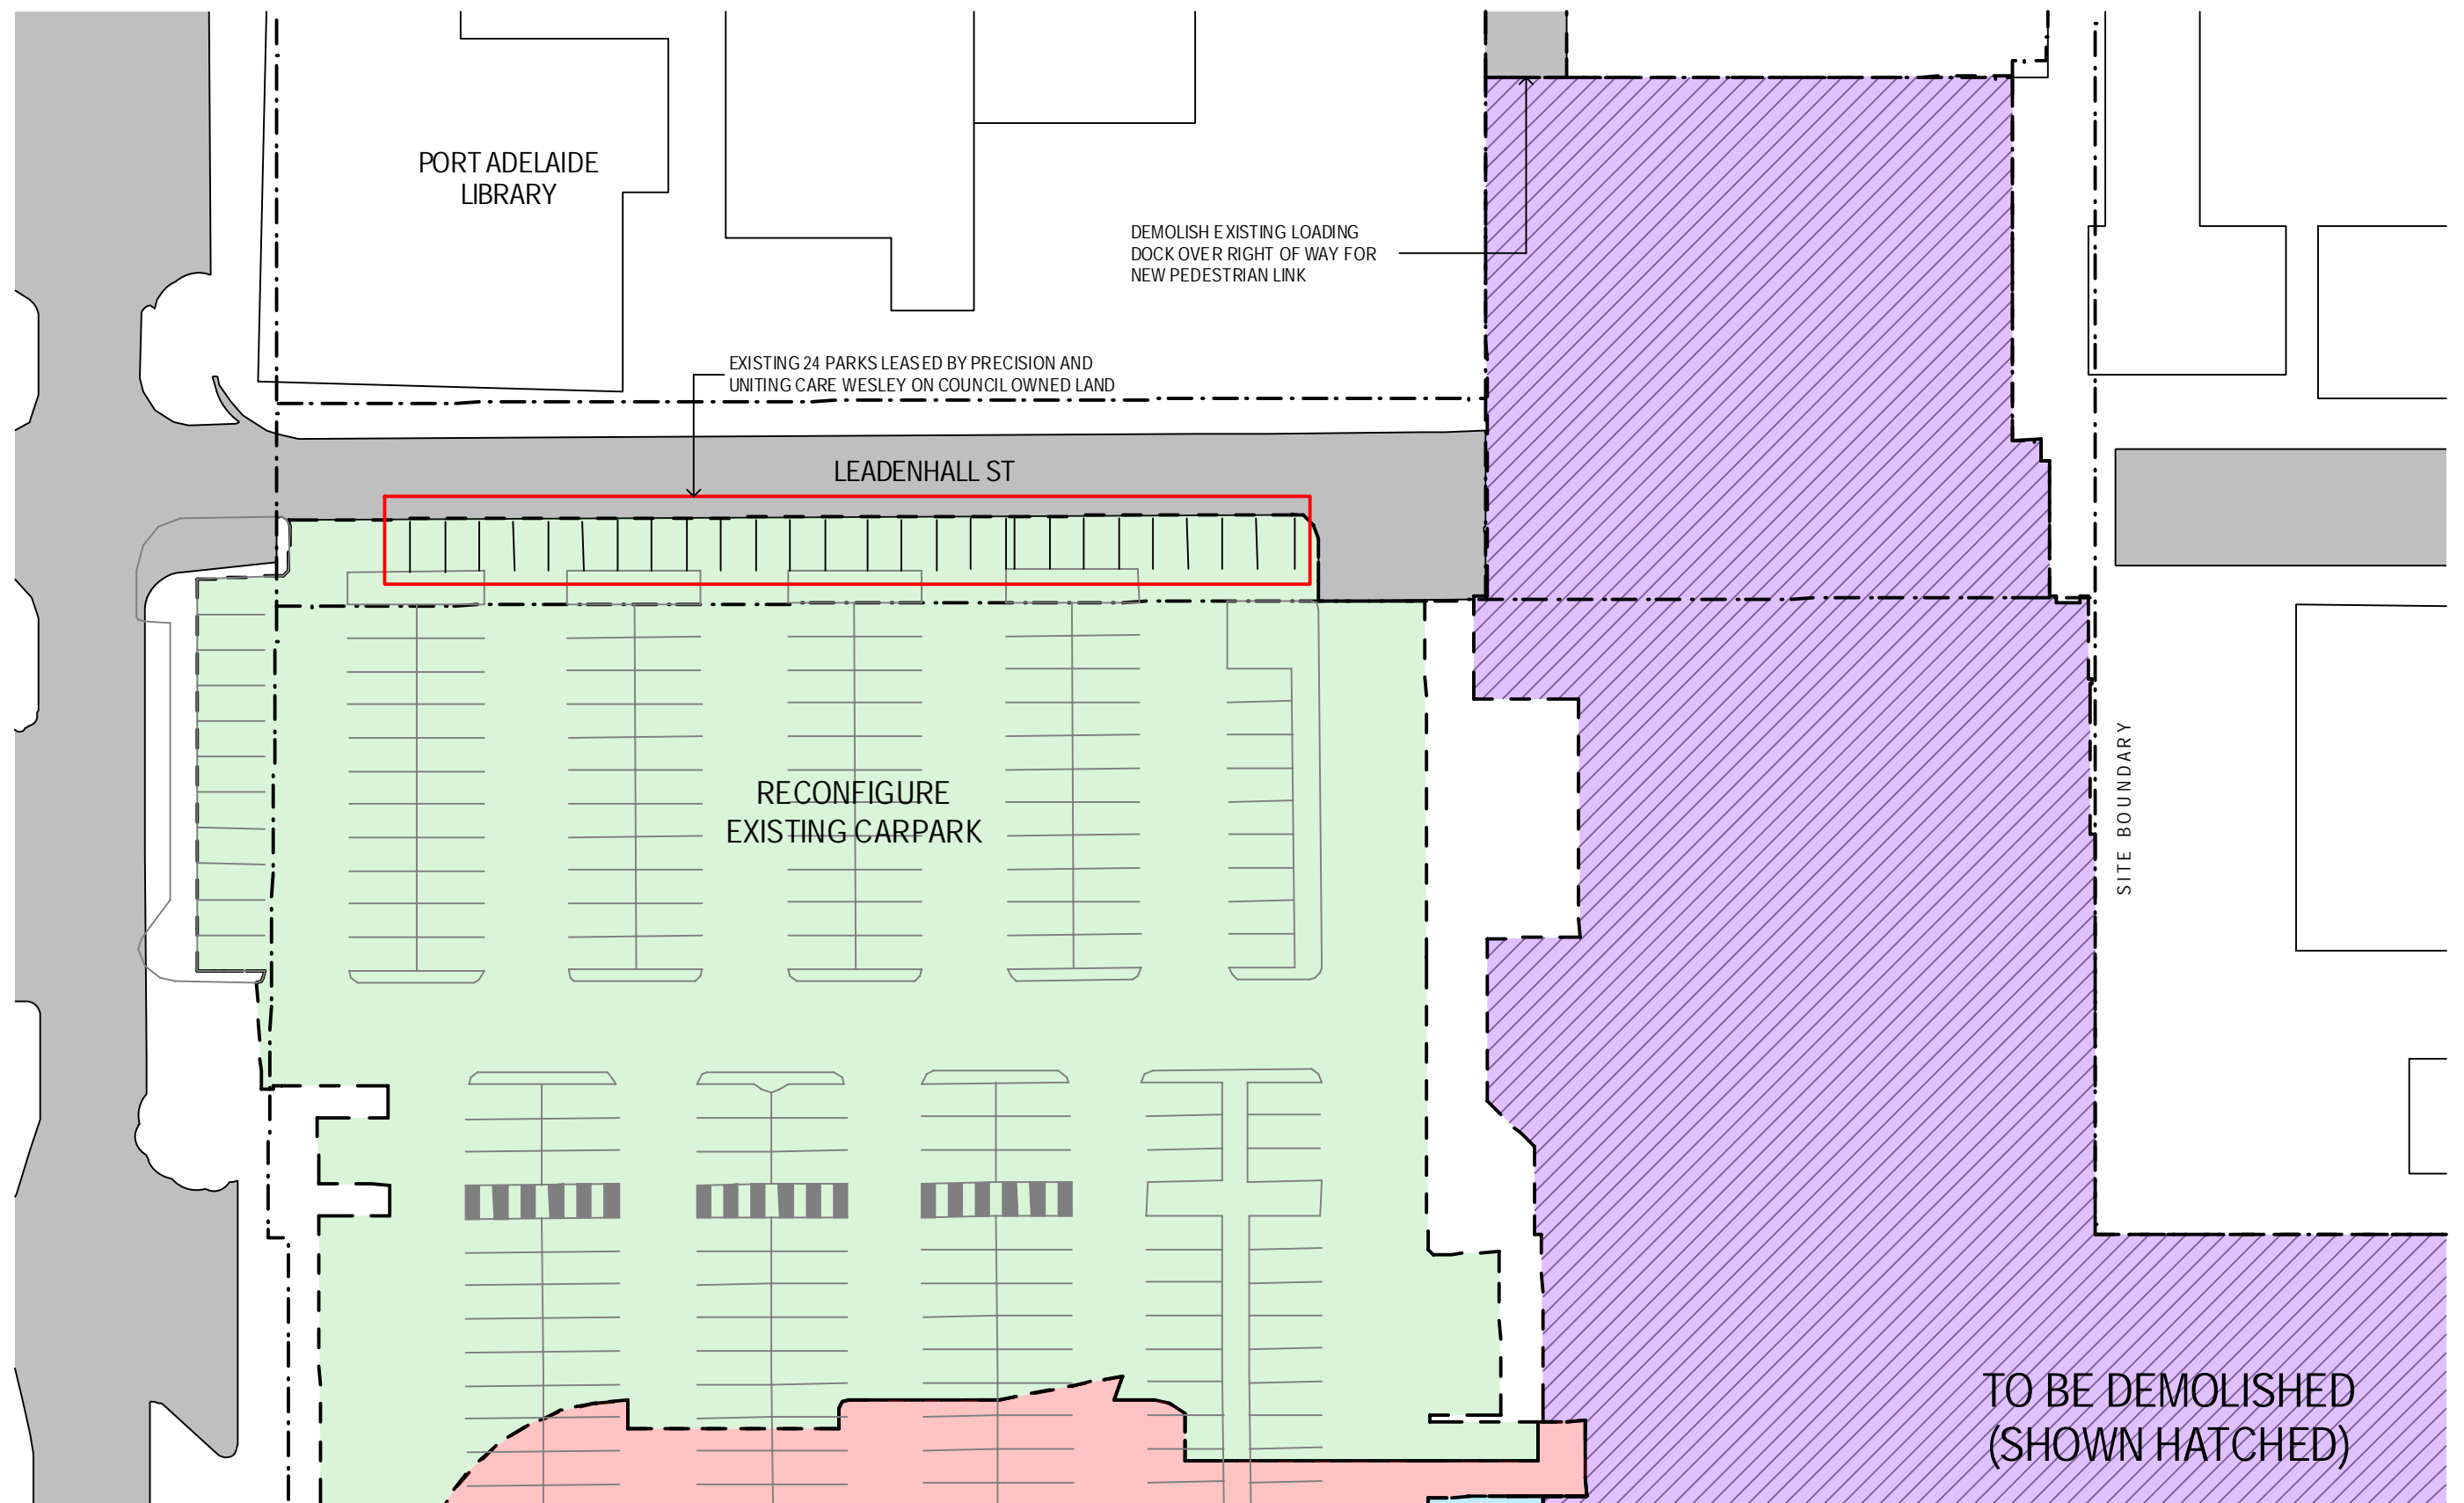 PORT ADELAIDE
LIBRARY
DEMOLISH EXISTING LOADING
DOCK OVER RIGHT OF WAY FOR
NEW PEDESTRIAN LINK
EXISTING 24 PARKS LEASED BY PRECISION AND
UNITING CARE WESLEY ON COUNCIL OWNED LAND
LEADENHALL ST
RECONFIGURE
EXISTING CARPARK
SITE BOUNDARY
TO BE DEMOLISHED
(SHOWN HATCHED)